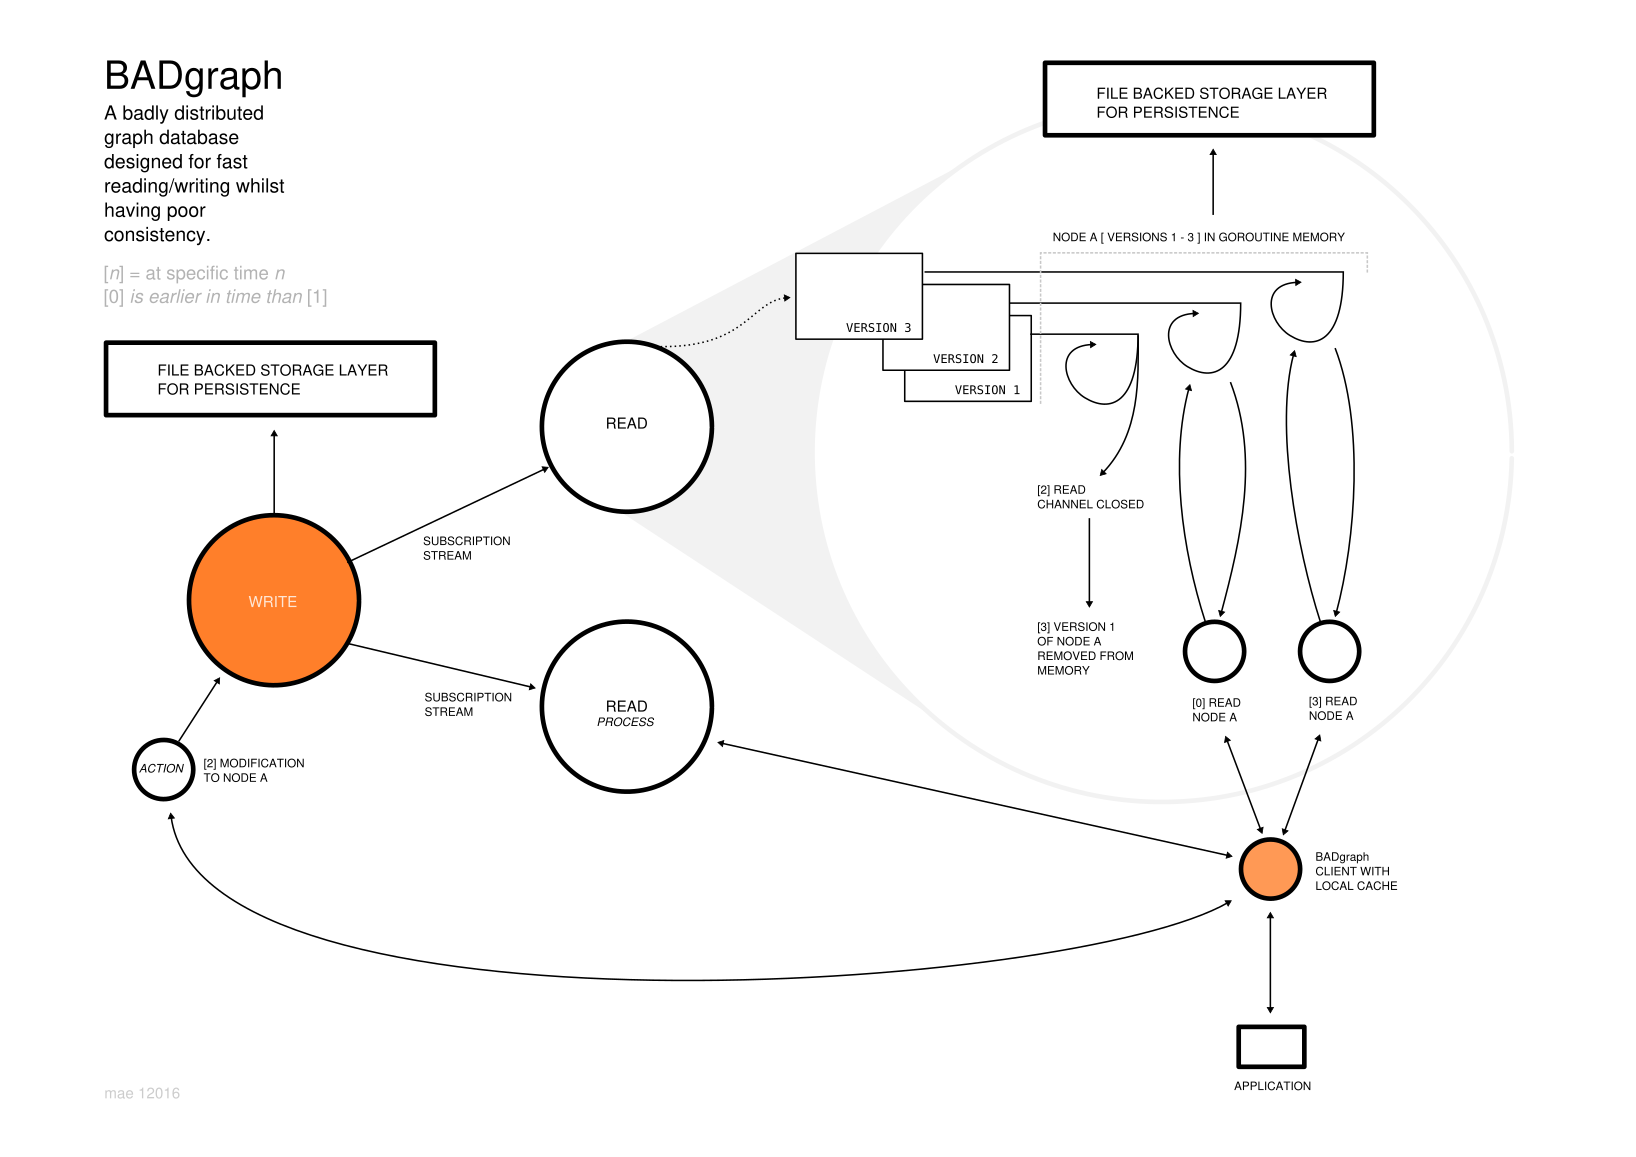 BADgraph
A badly distributed
graph database
designed for fast
reading/writing whilst
having poor
consistency.
[n] = at specific time n
[0] is earlier in time than [1]
FILE BACKED STORAGE LAYER
FOR PERSISTENCE
FILE BACKED STORAGE LAYER
FOR PERSISTENCE
NODE A [ VERSIONS 1 - 3 ] IN GOROUTINE MEMORY
VERSION 3
VERSION 2
VERSION 1
READ
SUBSCRIPTION
STREAM
WRITE
SUBSCRIPTION
STREAM
READ
PROCESS
[2] READ
CHANNEL CLOSED
[3] VERSION 1
OF NODE A
REMOVED FROM
MEMORY
[0] READ
NODE A
[3] READ
NODE A
ACTION
[2] MODIFICATION
TO NODE A
BADgraph
CLIENT WITH
LOCAL CACHE
APPLICATION
mae 12016